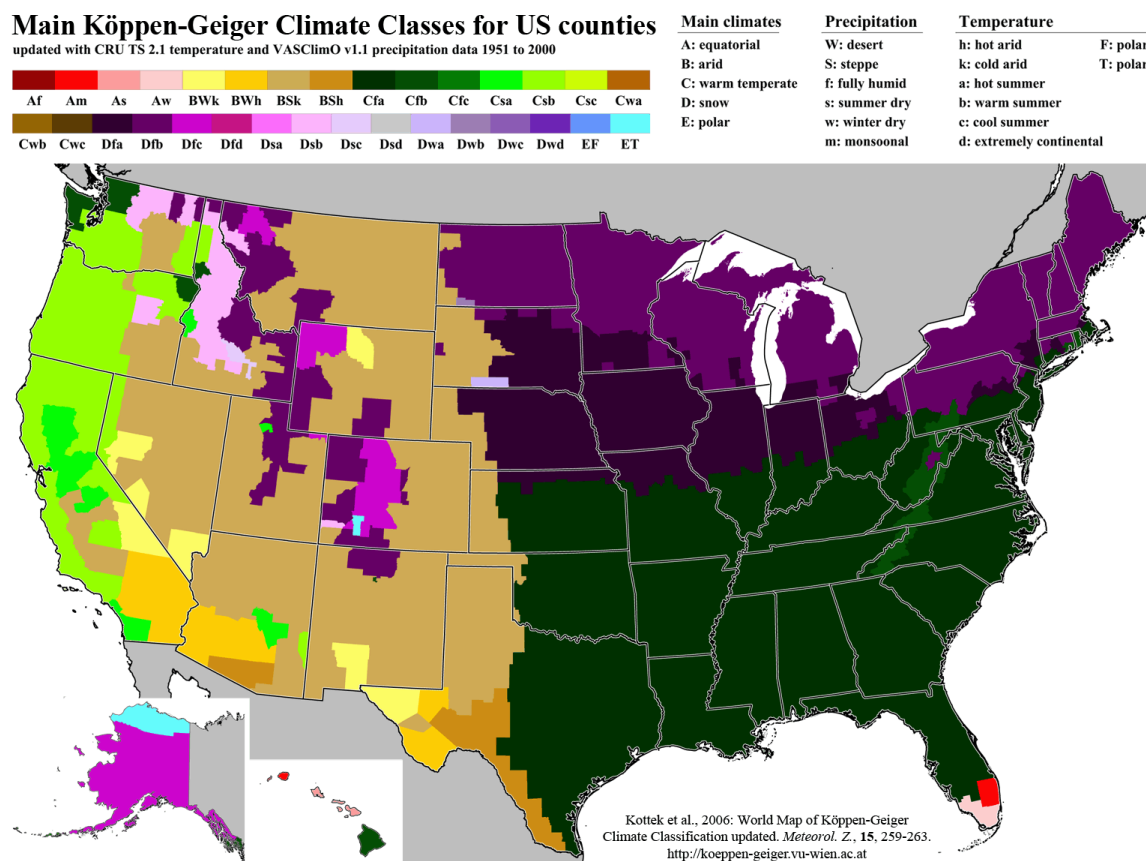 Main Köppen-Geiger Climate Classes for US counties
updated with CRU TS 2.1 temperature and VASClimO v1.1 precipitation data 1951 to 2000
Af Am As Aw BWk BWh BSk BSh Cfa Cfb Cfc Csa Csb Csc Cwa
Cwb Cwc Dfa Dfb Dfc Dfd Dsa Dsb Dsc Dsd Dwa Dwb Dwc Dwd EF ET
Main climates
A: equatorial
B: arid
C: warm temperate
D: snow
E: polar
Precipitation
W: desert
S: steppe
f: fully humid
s: summer dry
w: winter dry
m: monsoonal
Temperature
h: hot arid F: polar
k: cold arid T: polar
a: hot summer
b: warm summer
c: cool summer
d: extremely continental
Kottek et al., 2006: World Map of Köppen-Geiger
Climate Classification updated. Meteorol. Z., 15, 259-263.
http://koeppen-geiger.vu-wien.ac.at